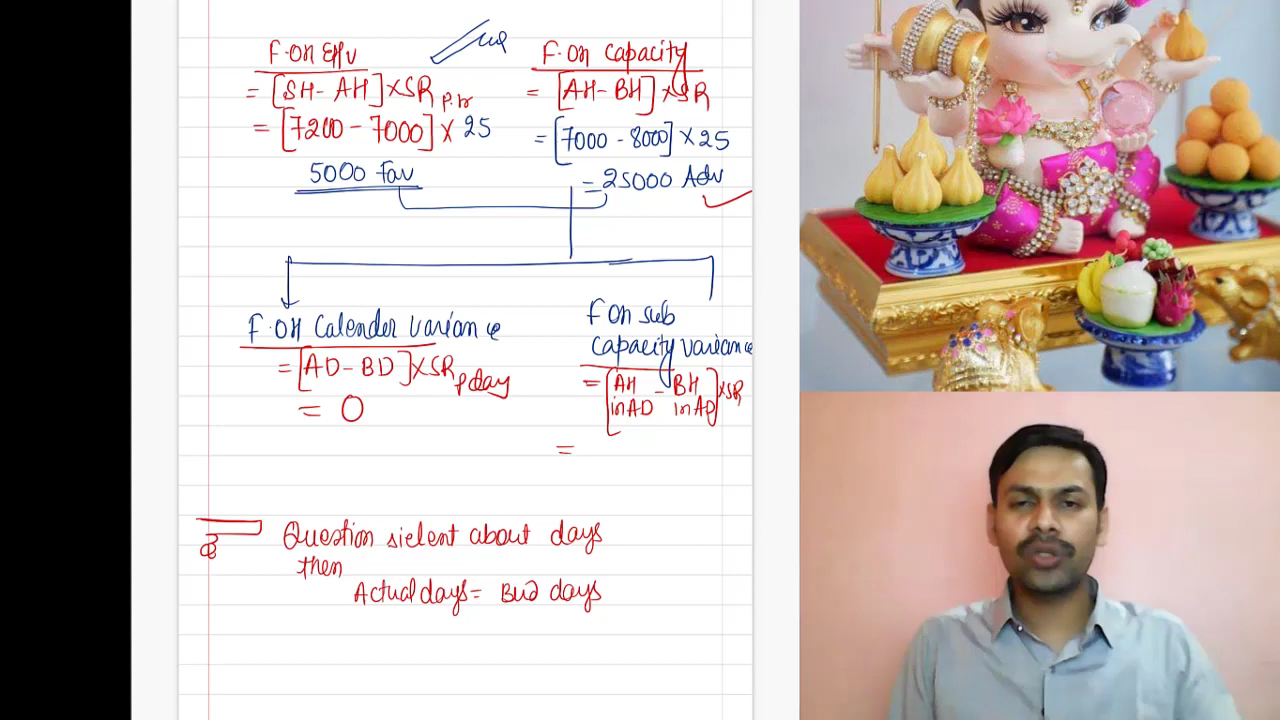 F.OH Effi
= [SH - AH] × SR p.hr
= [7200 - 7000] × 25
5000 Fav
F.OH Capacity
= [AH - BH] × SR
= [7000 - 8000] × 25
= 25000 Adv
F.OH Calender variance
= [AD - BD] × SR p day
= 0
F OH sub
capacity variance
= [AH in AD - BH in AD] × SR
=
Question sielent about days
then
Actual days = Bud days